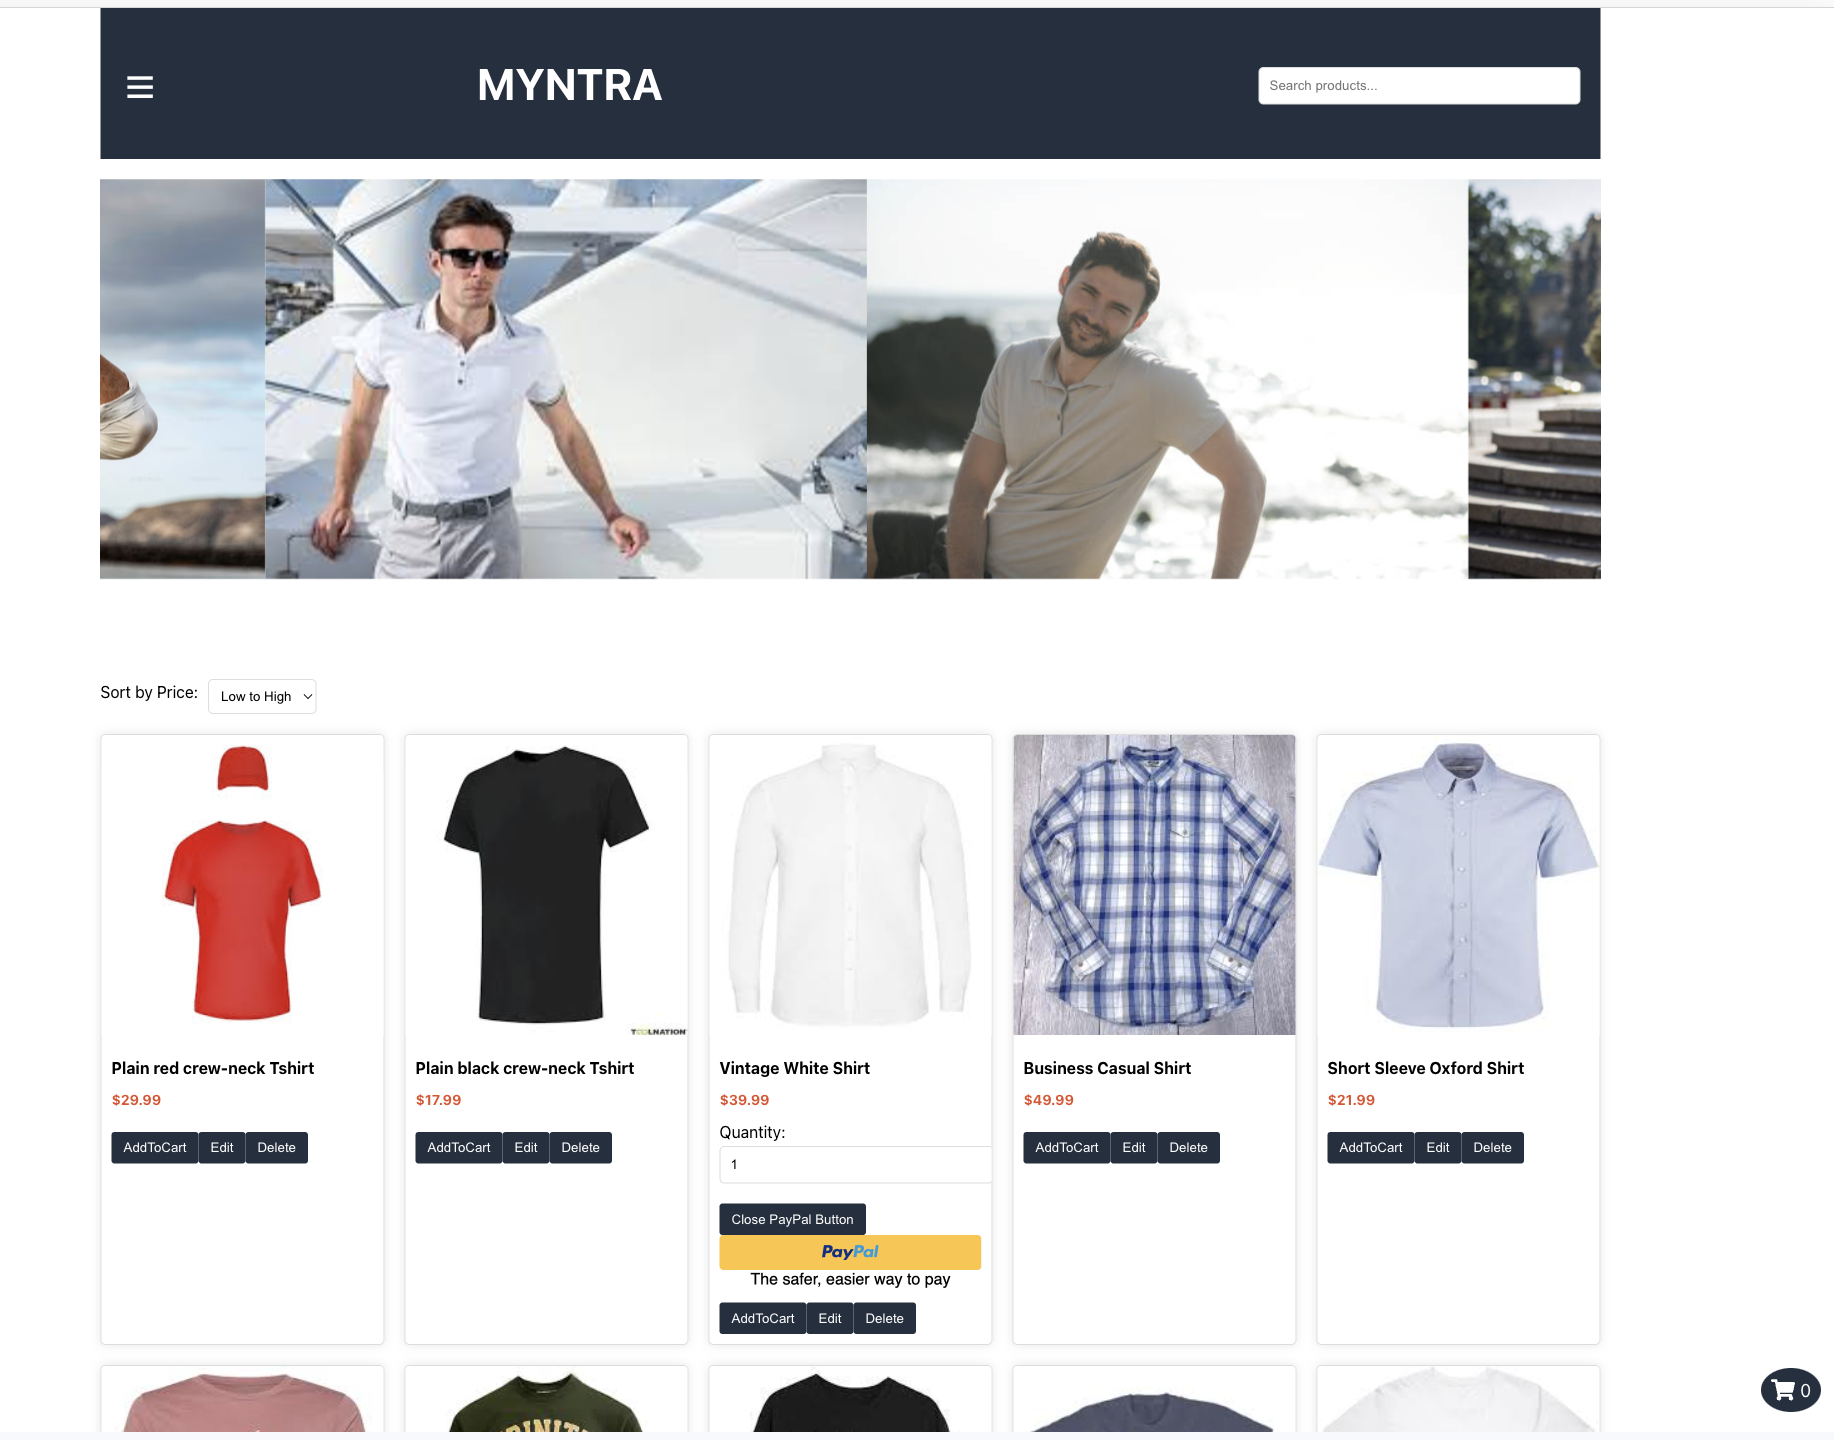 MYNTRA
Search products...
Sort by Price:
Low to High
TOOLNATION
Plain red crew-neck Tshirt
$29.99
AddToCart
Edit
Delete
Plain black crew-neck Tshirt
$17.99
AddToCart
Edit
Delete
Vintage White Shirt
$39.99
Quantity:
1
Close PayPal Button
PayPal
The safer, easier way to pay
AddToCart
Edit
Delete
Business Casual Shirt
$49.99
AddToCart
Edit
Delete
Short Sleeve Oxford Shirt
$21.99
AddToCart
Edit
Delete
0